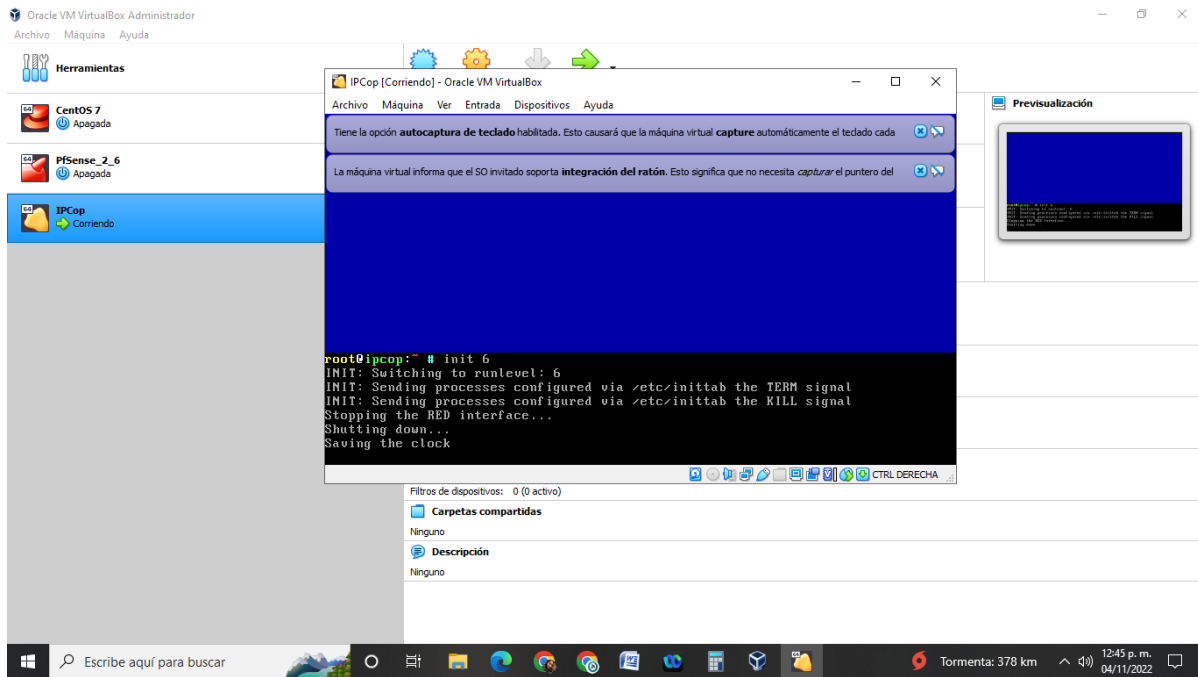 Oracle VM VirtualBox Administrador
Archivo Máquina Ayuda
Herramientas
CentOS 7
Apagada
PfSense_2_6
Apagada
IPCop
Corriendo
IPCop [Corriendo] - Oracle VM VirtualBox
Archivo Máquina Ver Entrada Dispositivos Ayuda
Tiene la opción autocaptura de teclado habilitada. Esto causará que la máquina virtual capture automáticamente el teclado cada
La máquina virtual informa que el SO invitado soporta integración del ratón. Esto significa que no necesita capturar el puntero del
root@ipcop:~ # init 6
INIT: Switching to runlevel: 6
INIT: Sending processes configured via /etc/inittab the TERM signal
INIT: Sending processes configured via /etc/inittab the KILL signal
Stopping the RED interface...
Shutting down...
Saving the clock
CTRL DERECHA
Previsualización
Filtros de dispositivos: 0 (0 activo)
Carpetas compartidas
Ninguno
Descripción
Ninguno
Escribe aquí para buscar
Tormenta: 378 km
12:45 p. m.
04/11/2022